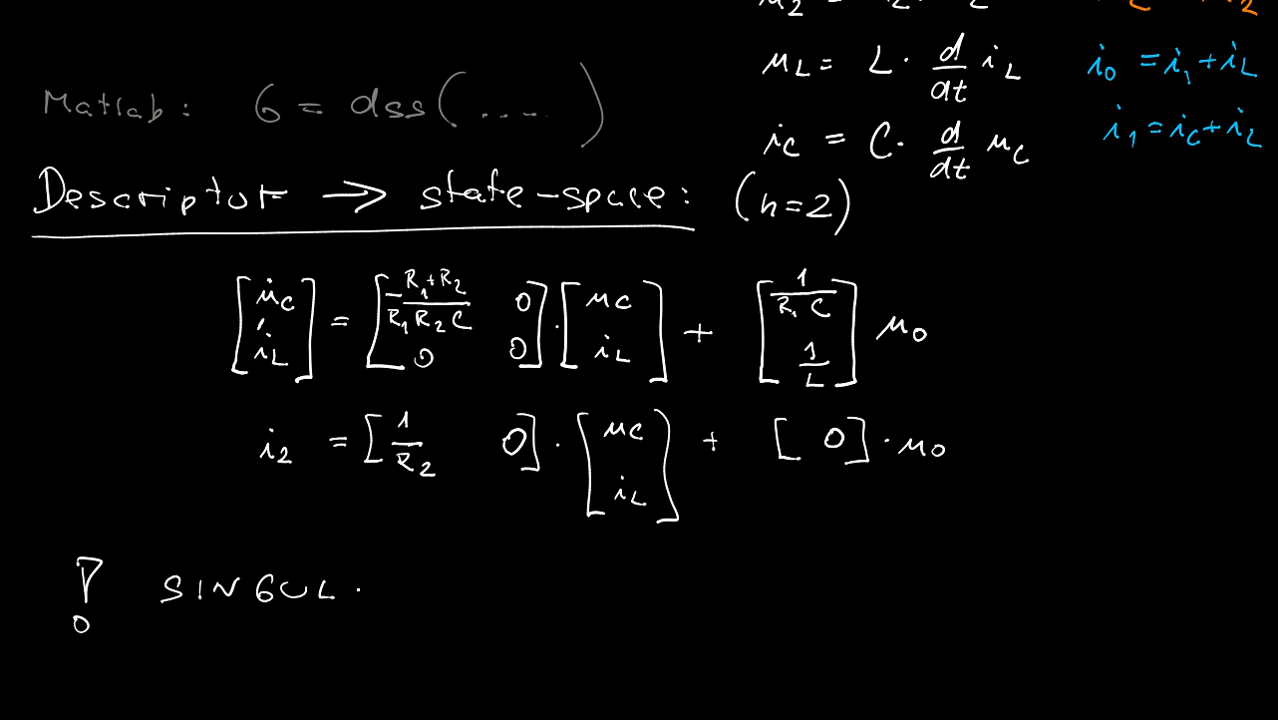 u_L = L · d/dt i_L    i_0 = i_1 + i_L
Matlab: G = dss(....)
i_C = C · d/dt u_C    i_1 = i_C + i_L
Descriptor → state-space: (n=2)
[u̇_C ; i̇_L] = [-(R_1+R_2)/(R_1 R_2 C)  0 ; 0  0] · [u_C ; i_L] + [1/(R_1 C) ; 1/L] u_0
i_2 = [1/R_2  0] · [u_C ; i_L] + [ 0] · u_0
! SINGUL.